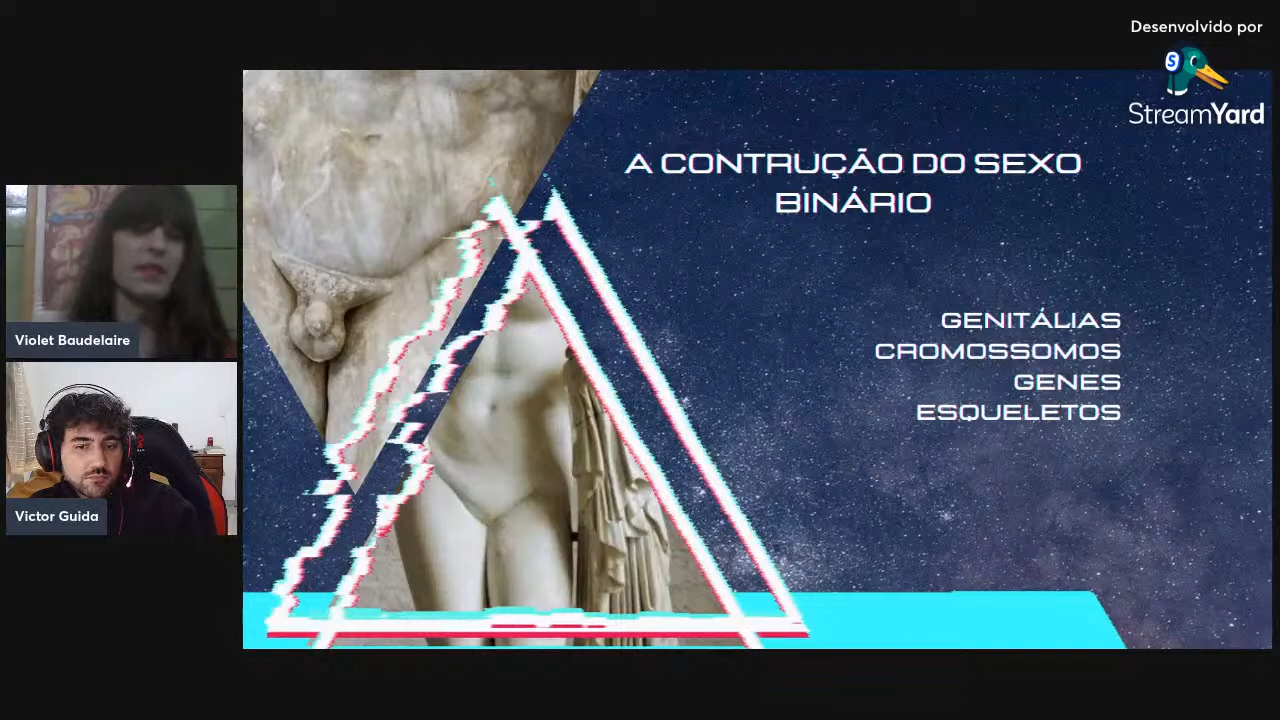 Desenvolvido por
StreamYard
A CONTRUÇÃO DO SEXO
BINÁRIO
GENITÁLIAS
CROMOSSOMOS
GENES
ESQUELETOS
Violet Baudelaire
Victor Guida